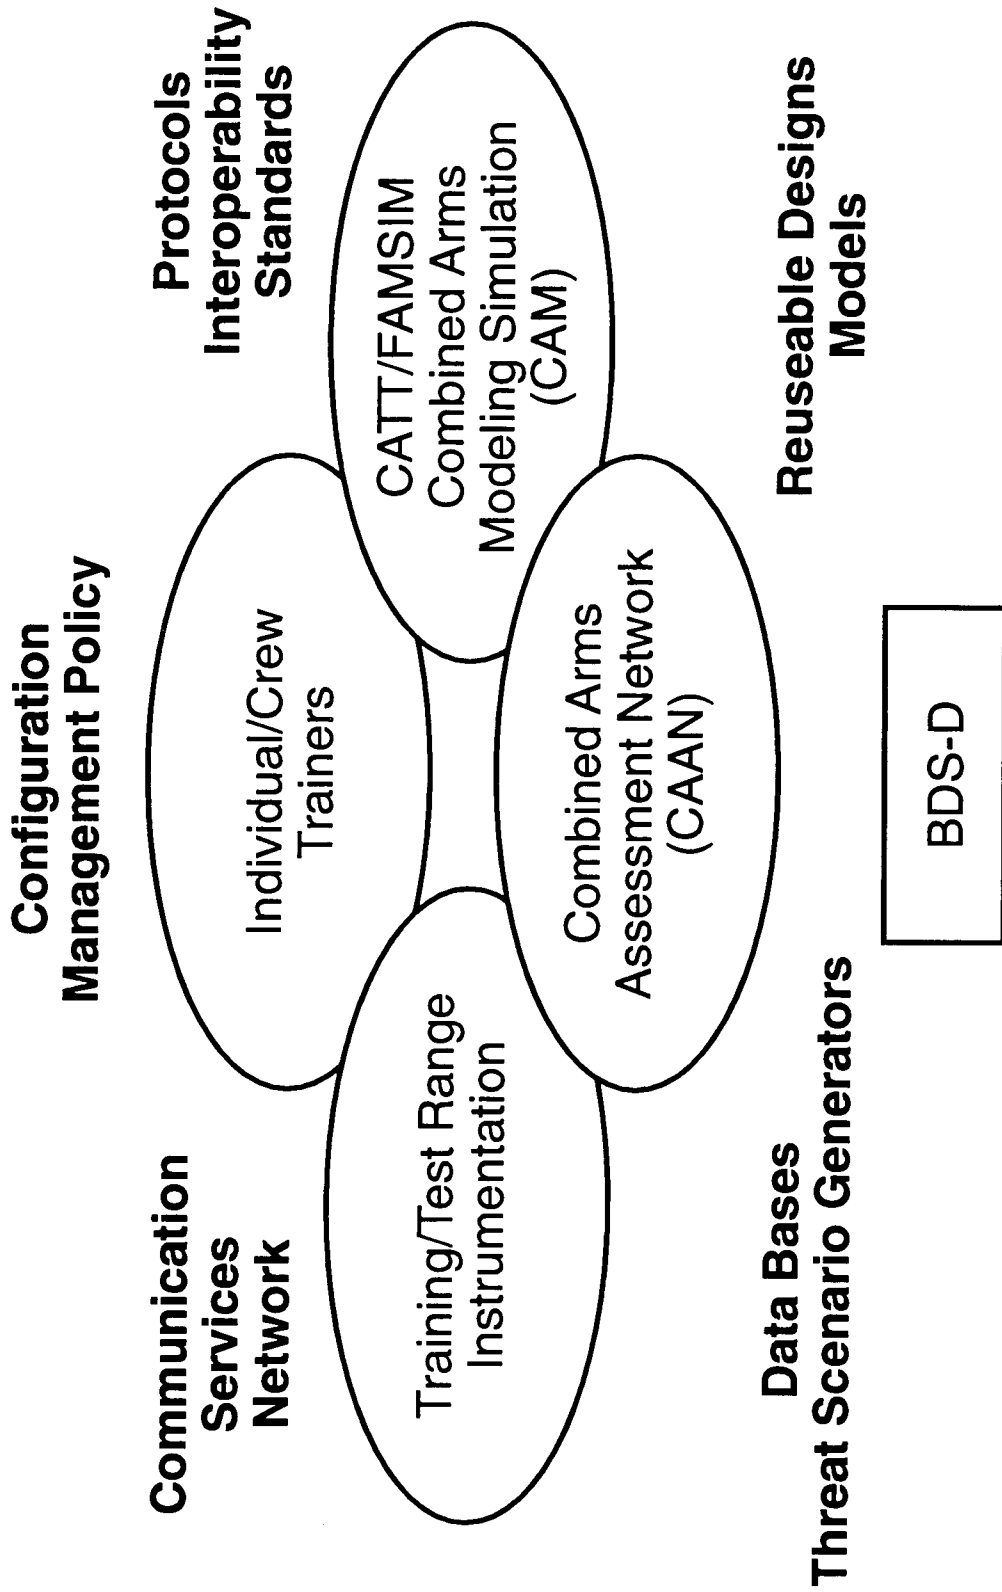 Configuration
Management Policy
Communication
Services
Network
Protocols
Interoperability
Standards
Individual/Crew
Trainers
Training/Test Range
Instrumentation
CATT/FAMSIM
Combined Arms
Modeling Simulation
(CAM)
Combined Arms
Assessment Network
(CAAN)
Data Bases
Threat Scenario Generators
Reuseable Designs
Models
BDS-D